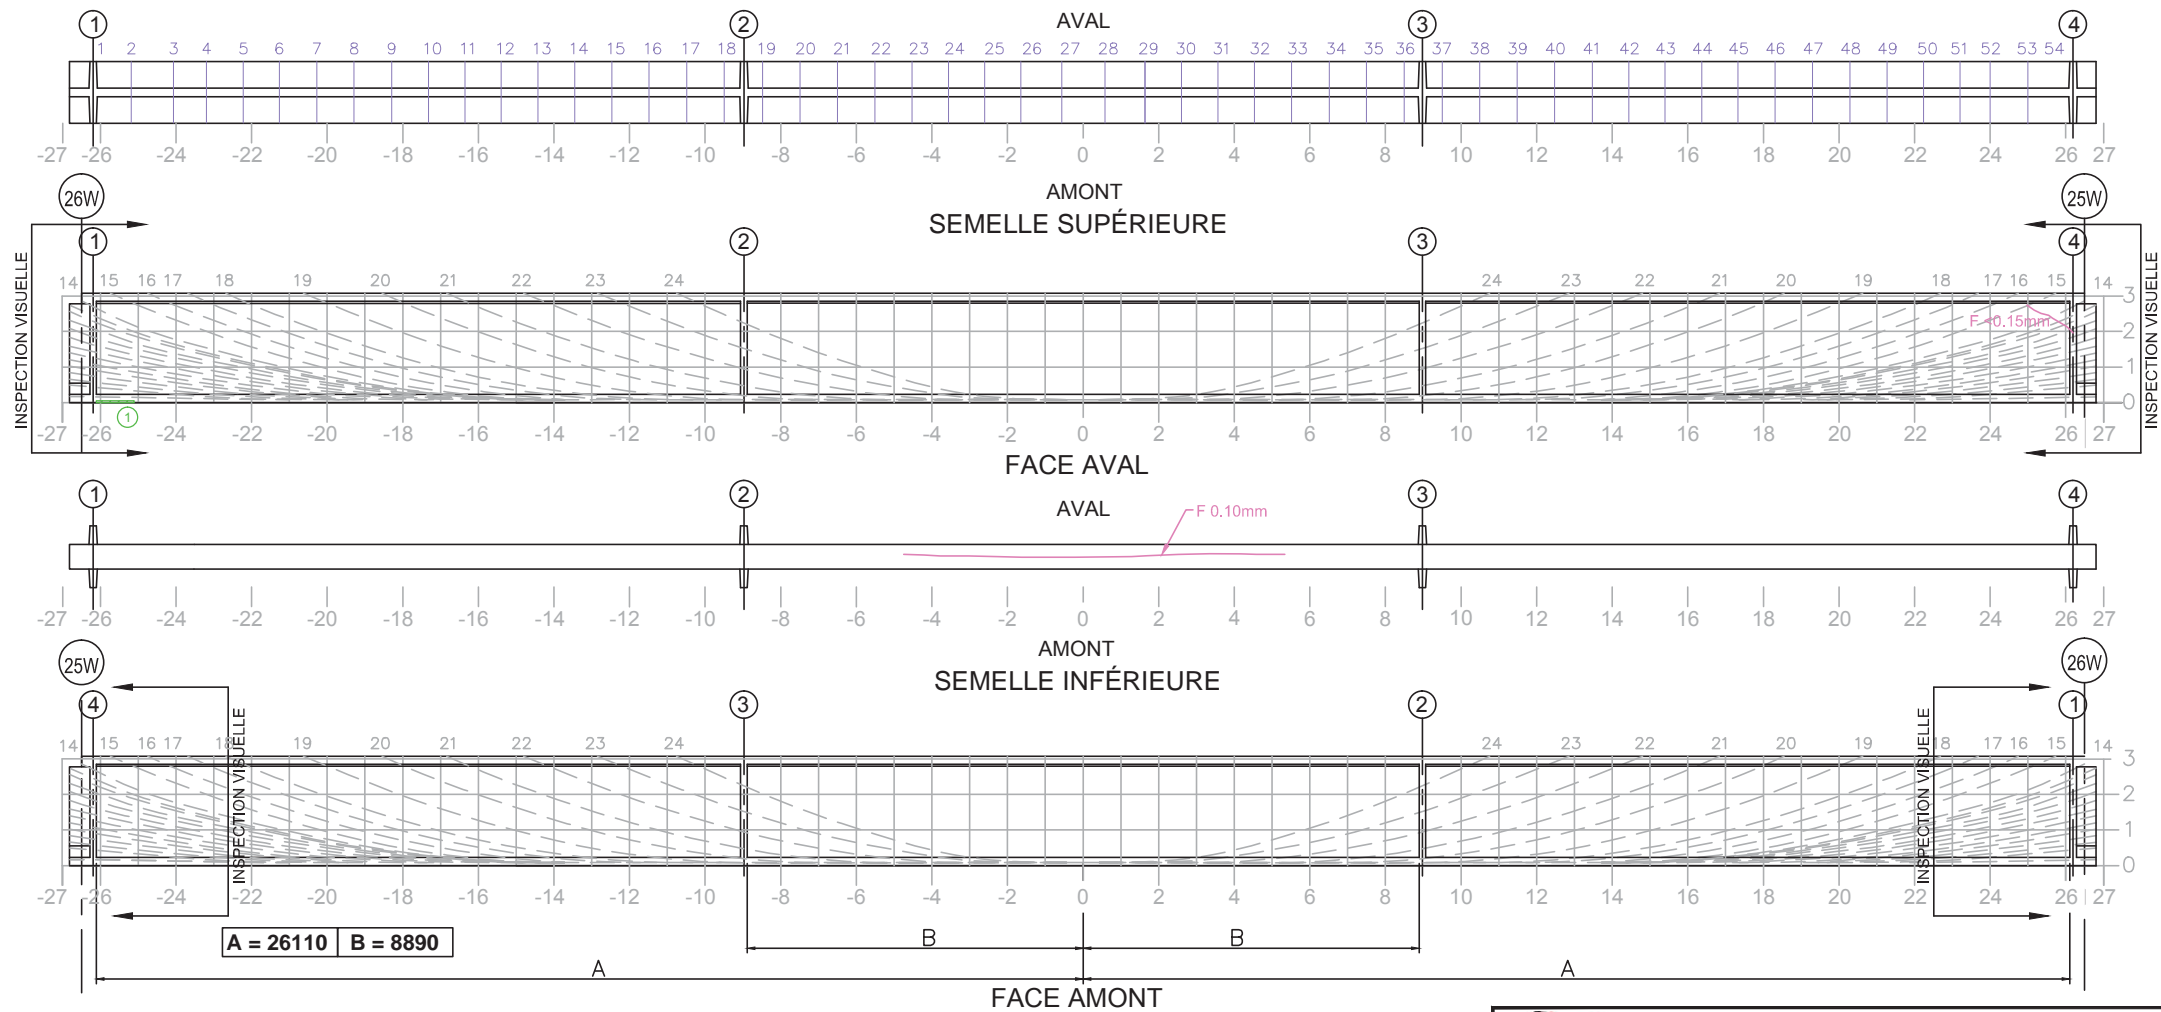 1 2 AVAL 3 4
1 2 3 4 5 6 7 8 9 10 11 12 13 14 15 16 17 18 19 20 21 22 23 24 25 26 27 28 29 30 31 32 33 34 35 36 37 38 39 40 41 42 43 44 45 46 47 48 49 50 51 52 53 54
-27 -26 -24 -22 -20 -18 -16 -14 -12 -10 -8 -6 -4 -2 0 2 4 6 8 10 12 14 16 18 20 22 24 26 27
AMONT
SEMELLE SUPÉRIEURE
26W 25W
1 2 3 4
INSPECTION VISUELLE
INSPECTION VISUELLE
14 15 16 17 18 19 20 21 22 23 24 24 23 22 21 20 19 18 17 16 15 14
3
F <0.15mm
2
1
0
1
-27 -26 -24 -22 -20 -18 -16 -14 -12 -10 -8 -6 -4 -2 0 2 4 6 8 10 12 14 16 18 20 22 24 26 27
FACE AVAL
1 2 AVAL 3 4
F 0.10mm
-27 -26 -24 -22 -20 -18 -16 -14 -12 -10 -8 -6 -4 -2 0 2 4 6 8 10 12 14 16 18 20 22 24 26 27
AMONT
SEMELLE INFÉRIEURE
25W 26W
4 3 2 1
INSPECTION VISUELLE
INSPECTION VISUELLE
14 15 16 17 18 19 20 21 22 23 24 24 23 22 21 20 19 18 17 16 15 14
3
2
1
0
-27 -26 -24 -22 -20 -18 -16 -14 -12 -10 -8 -6 -4 -2 0 2 4 6 8 10 12 14 16 18 20 22 24 26 27
A = 26110 B = 8890
B B
A A
FACE AMONT